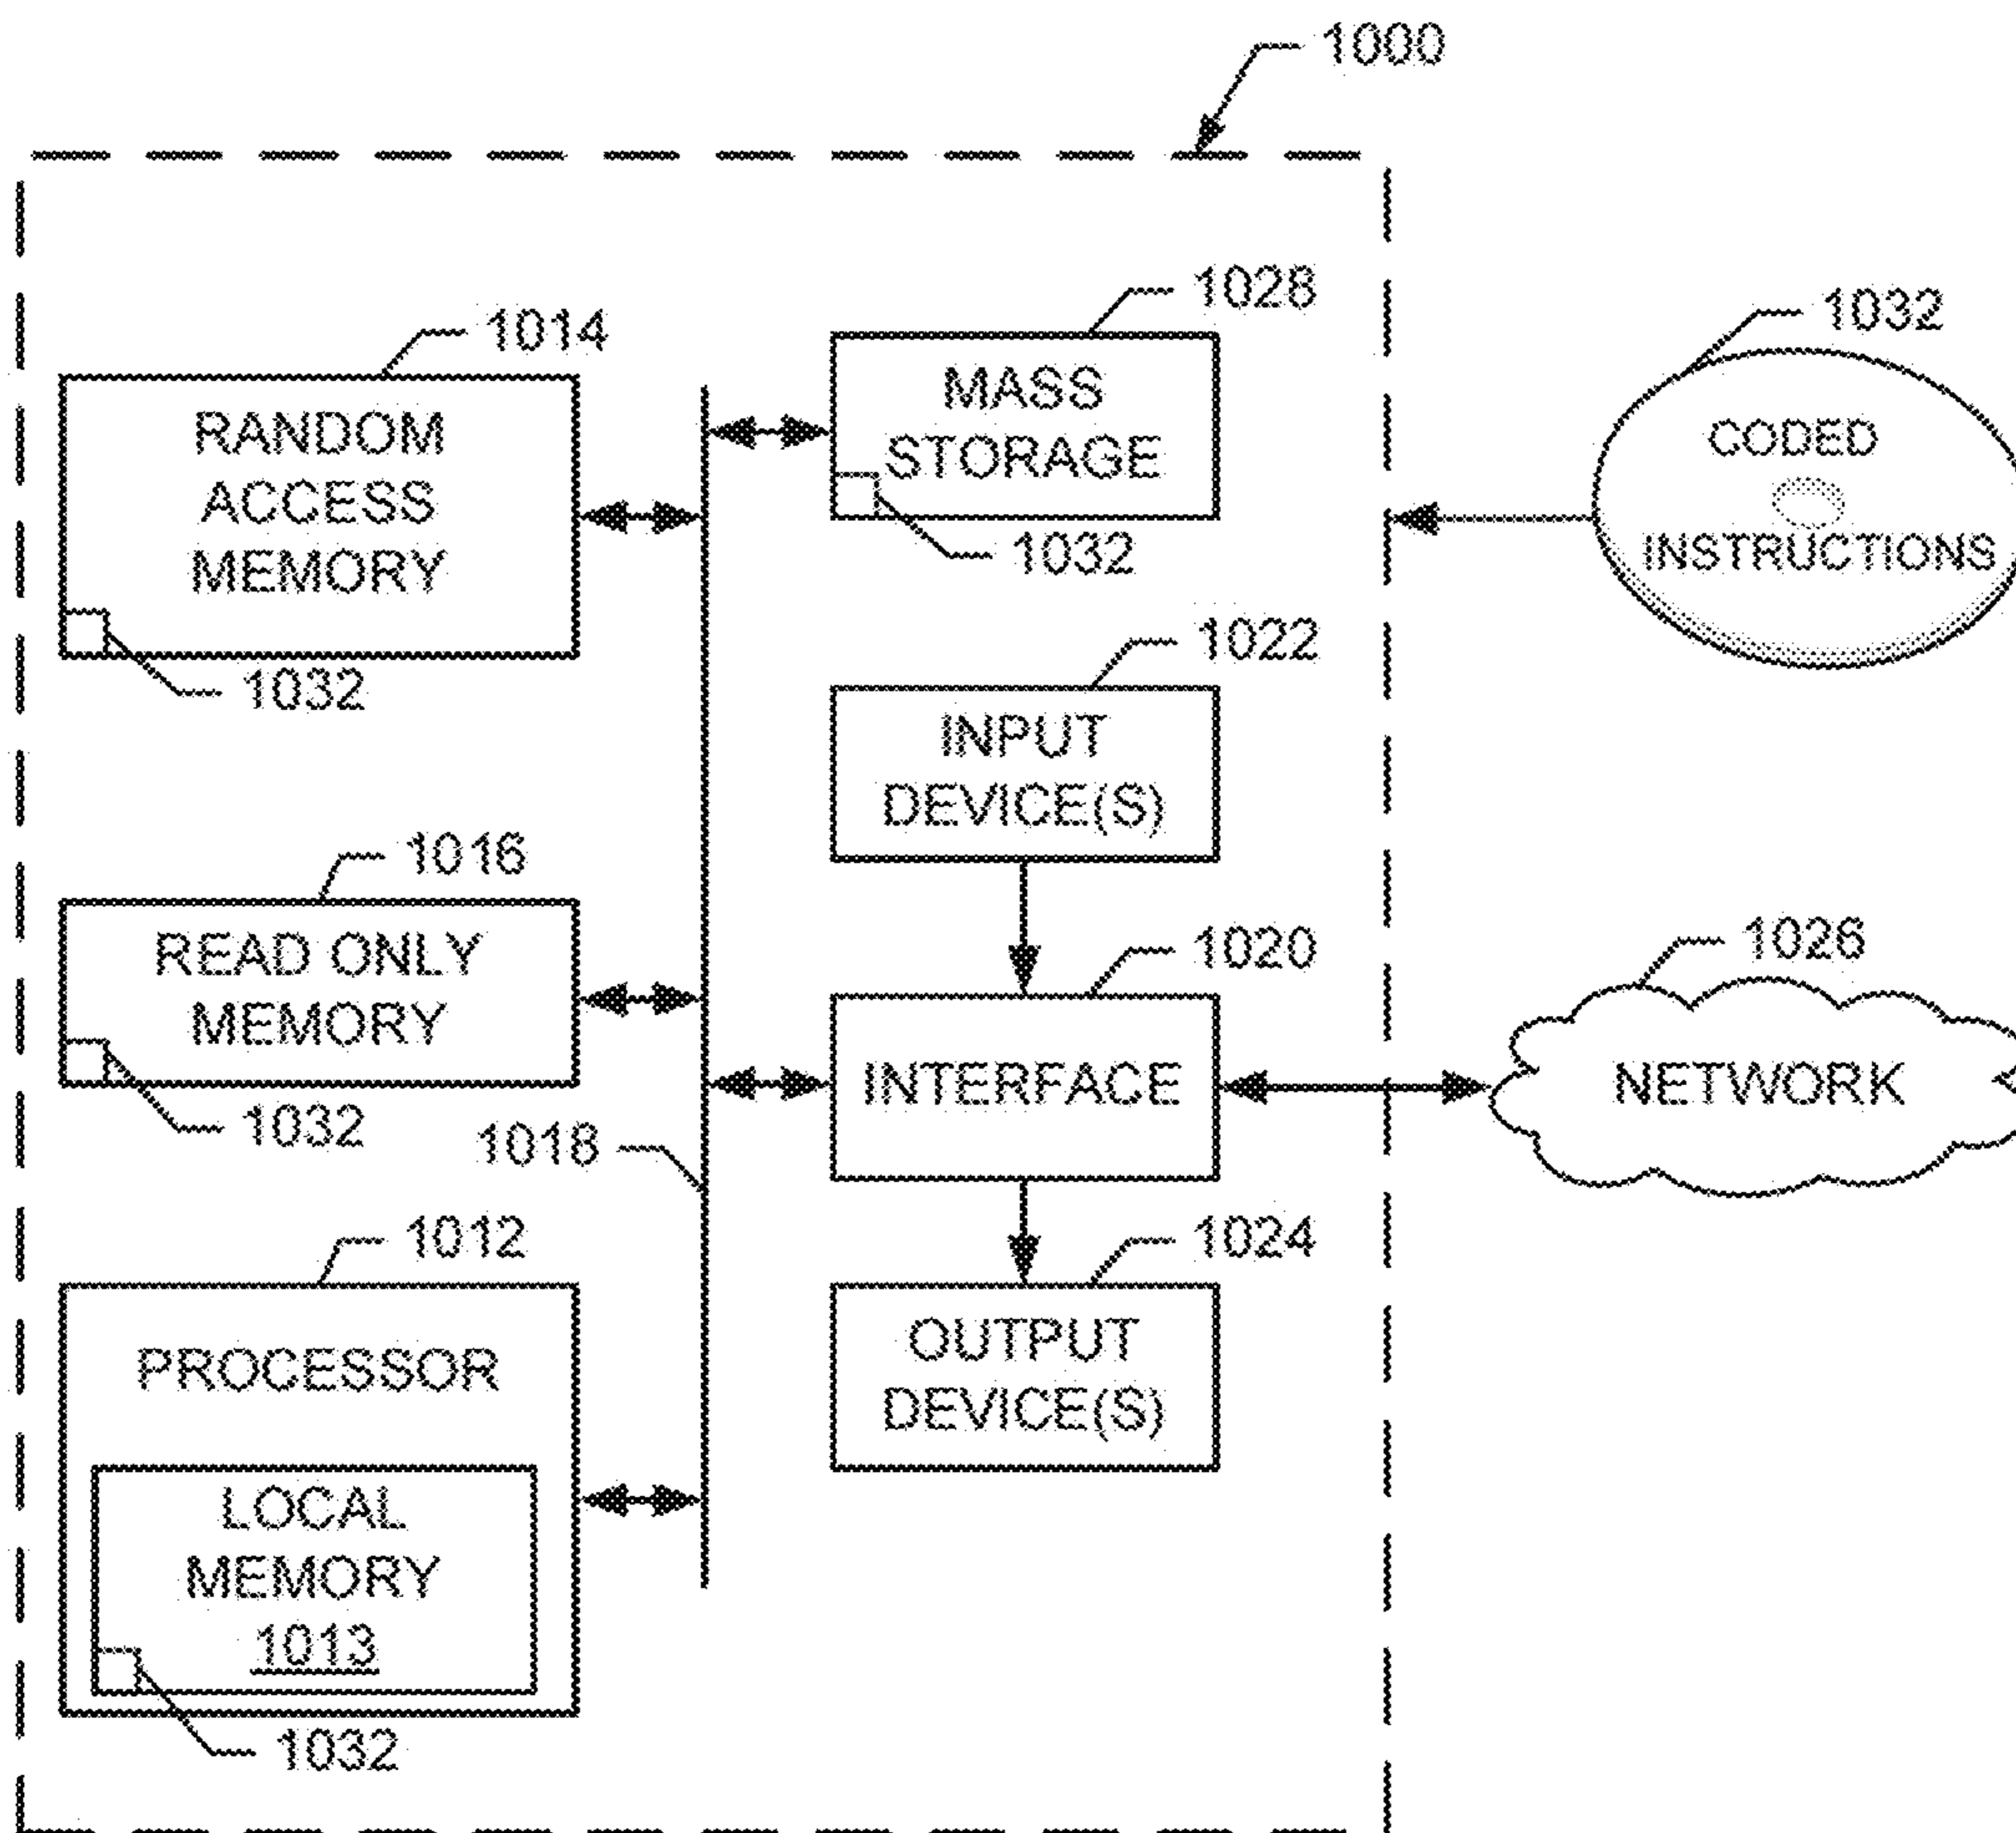 1000
1028
1014
1032
MASS
STORAGE
RANDOM
ACCESS
MEMORY
CODED
INSTRUCTIONS
1032
1032
1022
INPUT
DEVICE(S)
1016
READ ONLY
MEMORY
1020
1026
INTERFACE
NETWORK
1032
1018
1012
1024
PROCESSOR
OUTPUT
DEVICE(S)
LOCAL
MEMORY
1013
1032